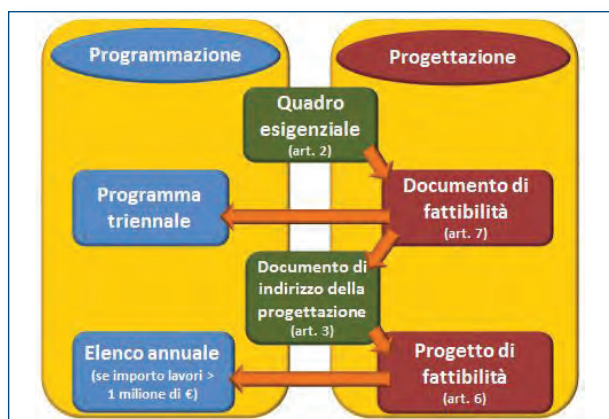 Programmazione
Progettazione
Quadro
esigenziale
(art. 2)
Programma
triennale
Documento di
fattibilità
(art. 7)
Documento di
indirizzo della
progettazione
(art. 3)
Elenco annuale
(se importo lavori >
1 milione di €)
Progetto di
fattibilità
(art. 6)